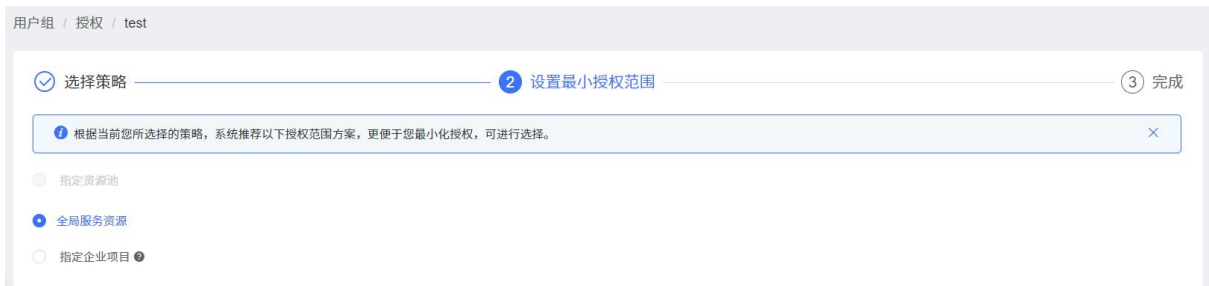 用户组 / 授权 / test
选择策略 2 设置最小授权范围 3 完成
根据当前您所选择的策略，系统推荐以下授权范围方案，更便于您最小化授权，可进行选择。
指定资源池
全局服务资源
指定企业项目